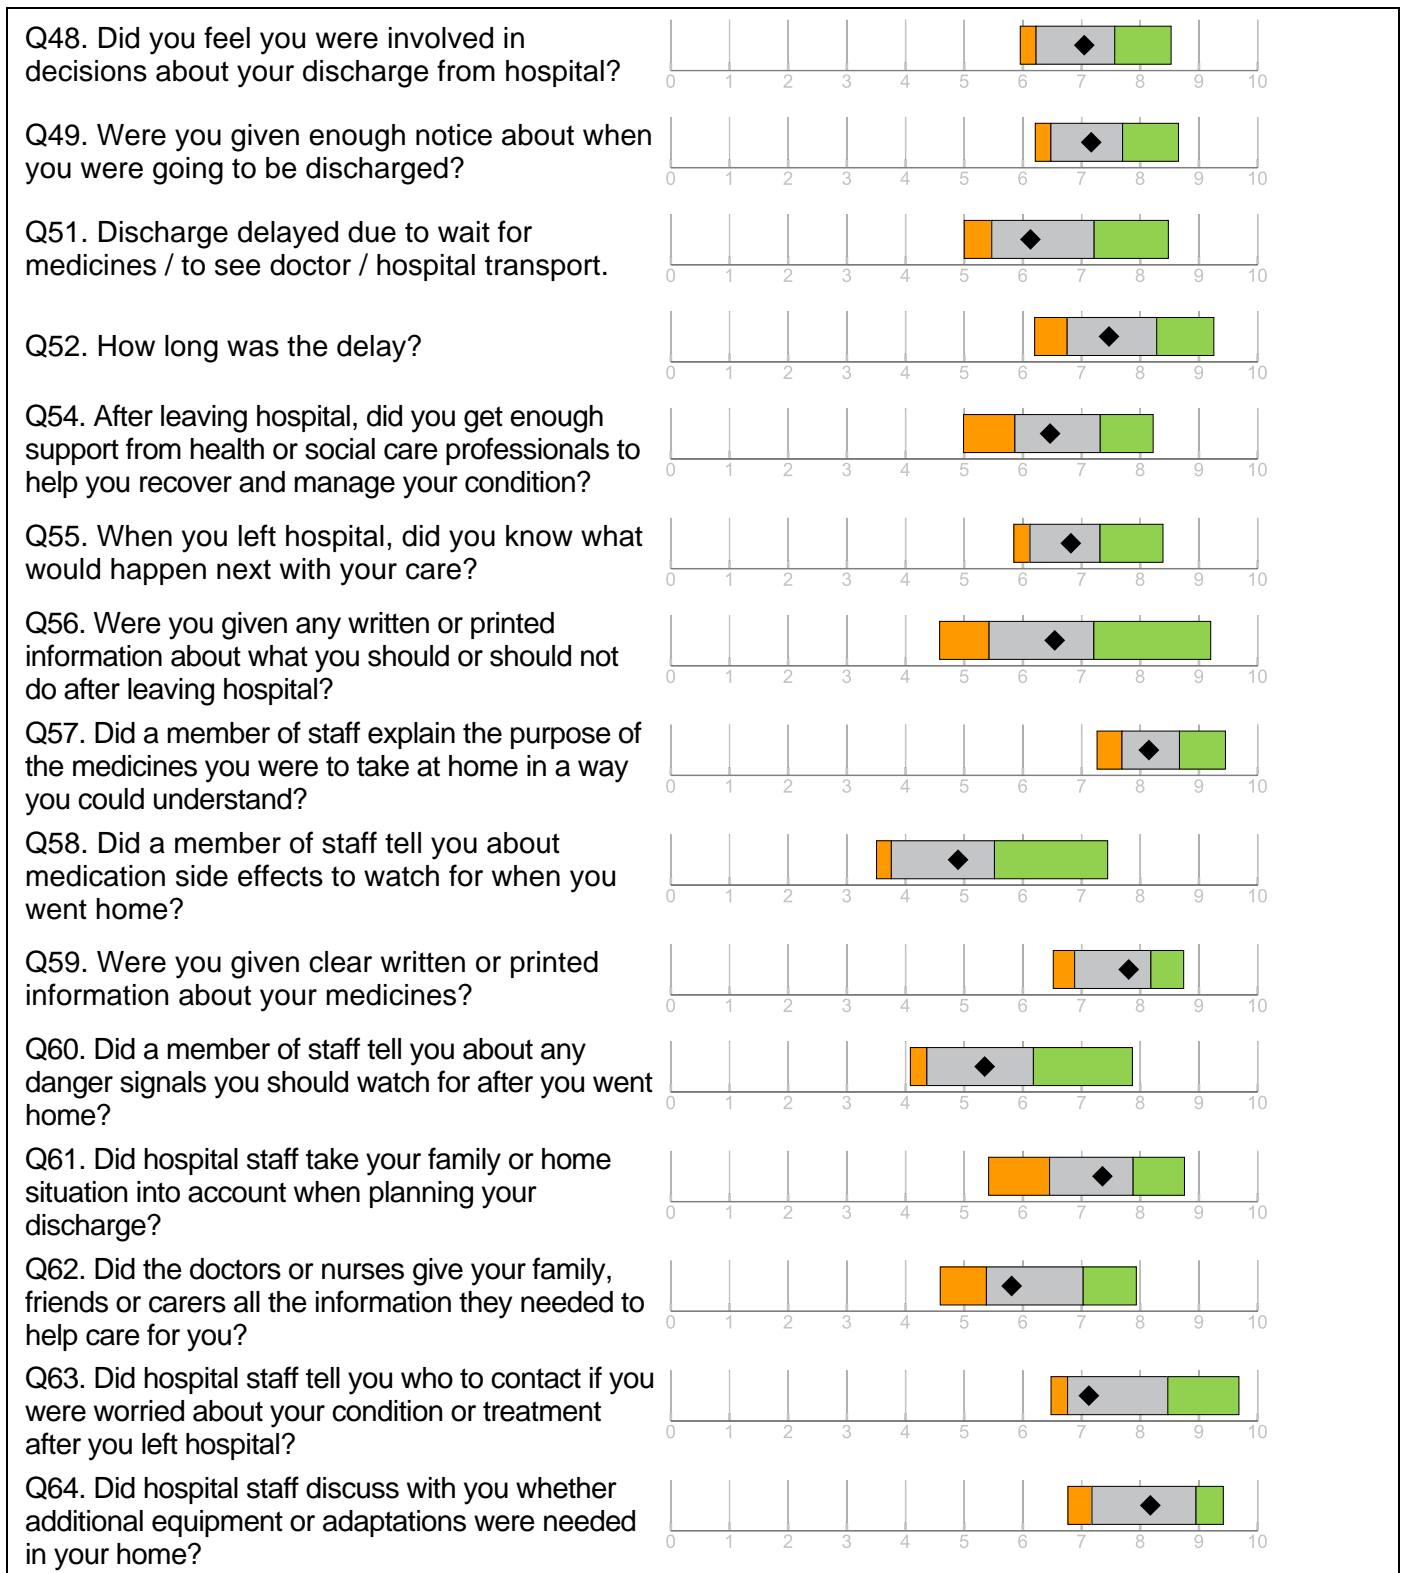 Q48. Did you feel you were involved in
decisions about your discharge from hospital?
0 1 2 3 4 5 6 7 8 9 10
Q49. Were you given enough notice about when
you were going to be discharged?
0 1 2 3 4 5 6 7 8 9 10
Q51. Discharge delayed due to wait for
medicines / to see doctor / hospital transport.
0 1 2 3 4 5 6 7 8 9 10
Q52. How long was the delay?
0 1 2 3 4 5 6 7 8 9 10
Q54. After leaving hospital, did you get enough
support from health or social care professionals to
help you recover and manage your condition?
0 1 2 3 4 5 6 7 8 9 10
Q55. When you left hospital, did you know what
would happen next with your care?
0 1 2 3 4 5 6 7 8 9 10
Q56. Were you given any written or printed
information about what you should or should not
do after leaving hospital?
0 1 2 3 4 5 6 7 8 9 10
Q57. Did a member of staff explain the purpose of
the medicines you were to take at home in a way
you could understand?
0 1 2 3 4 5 6 7 8 9 10
Q58. Did a member of staff tell you about
medication side effects to watch for when you
went home?
0 1 2 3 4 5 6 7 8 9 10
Q59. Were you given clear written or printed
information about your medicines?
0 1 2 3 4 5 6 7 8 9 10
Q60. Did a member of staff tell you about any
danger signals you should watch for after you went
home?
0 1 2 3 4 5 6 7 8 9 10
Q61. Did hospital staff take your family or home
situation into account when planning your
discharge?
0 1 2 3 4 5 6 7 8 9 10
Q62. Did the doctors or nurses give your family,
friends or carers all the information they needed to
help care for you?
0 1 2 3 4 5 6 7 8 9 10
Q63. Did hospital staff tell you who to contact if you
were worried about your condition or treatment
after you left hospital?
0 1 2 3 4 5 6 7 8 9 10
Q64. Did hospital staff discuss with you whether
additional equipment or adaptations were needed
in your home?
0 1 2 3 4 5 6 7 8 9 10